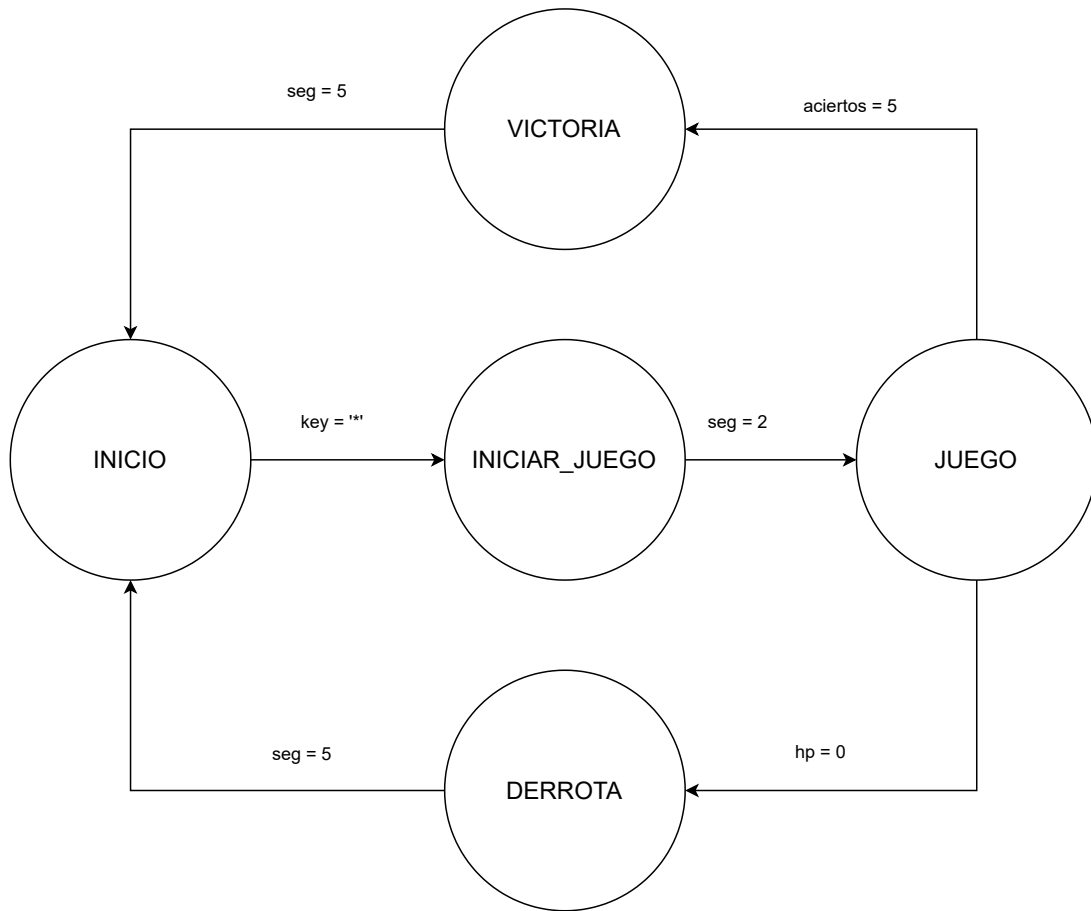 seg = 5
VICTORIA
aciertos = 5
INICIO
key = '*'
INICIAR_JUEGO
seg = 2
JUEGO
seg = 5
DERROTA
hp = 0